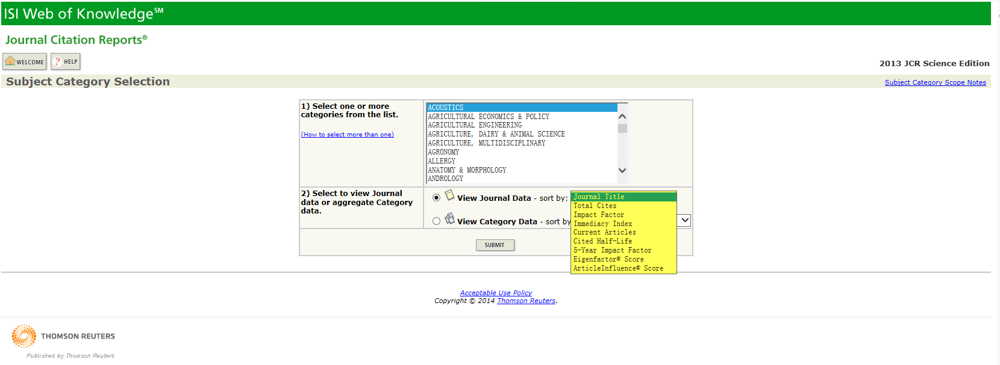 ISI Web of Knowledge℠
Journal Citation Reports®
WELCOME
? HELP
2013 JCR Science Edition
Subject Category Selection
Subject Category Scope Notes
1) Select one or more
categories from the list.
(How to select more than one)
ACOUSTICS
AGRICULTURAL ECONOMICS & POLICY
AGRICULTURAL ENGINEERING
AGRICULTURE, DAIRY & ANIMAL SCIENCE
AGRICULTURE, MULTIDISCIPLINARY
AGRONOMY
ALLERGY
ANATOMY & MORPHOLOGY
ANDROLOGY
2) Select to view Journal
data or aggregate Category
data.
View Journal Data - sort by:
View Category Data - sort by
Journal Title
Total Cites
Impact Factor
Immediacy Index
Current Articles
Cited Half-Life
5-Year Impact Factor
Eigenfactor® Score
ArticleInfluence® Score
SUBMIT
Acceptable Use Policy
Copyright © 2014 Thomson Reuters.
THOMSON REUTERS
Published by Thomson Reuters